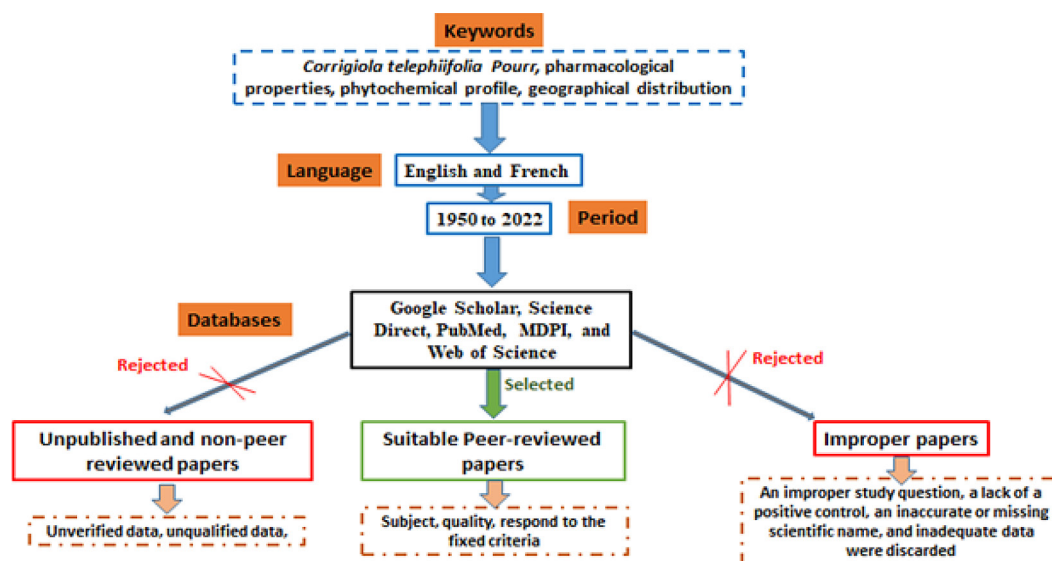 Keywords
Corrigiola telephiifolia Pourr, pharmacological
properties, phytochemical profile, geographical distribution
Language
English and French
1950 to 2022
Period
Databases
Google Scholar, Science
Direct, PubMed, MDPI, and
Web of Science
Rejected
Selected
Rejected
Unpublished and non-peer
reviewed papers
Suitable Peer-reviewed
papers
Improper papers
Unverified data, unqualified data,
Subject, quality, respond to the
fixed criteria
An improper study question, a lack of a
positive control, an inaccurate or missing
scientific name, and inadequate data
were discarded